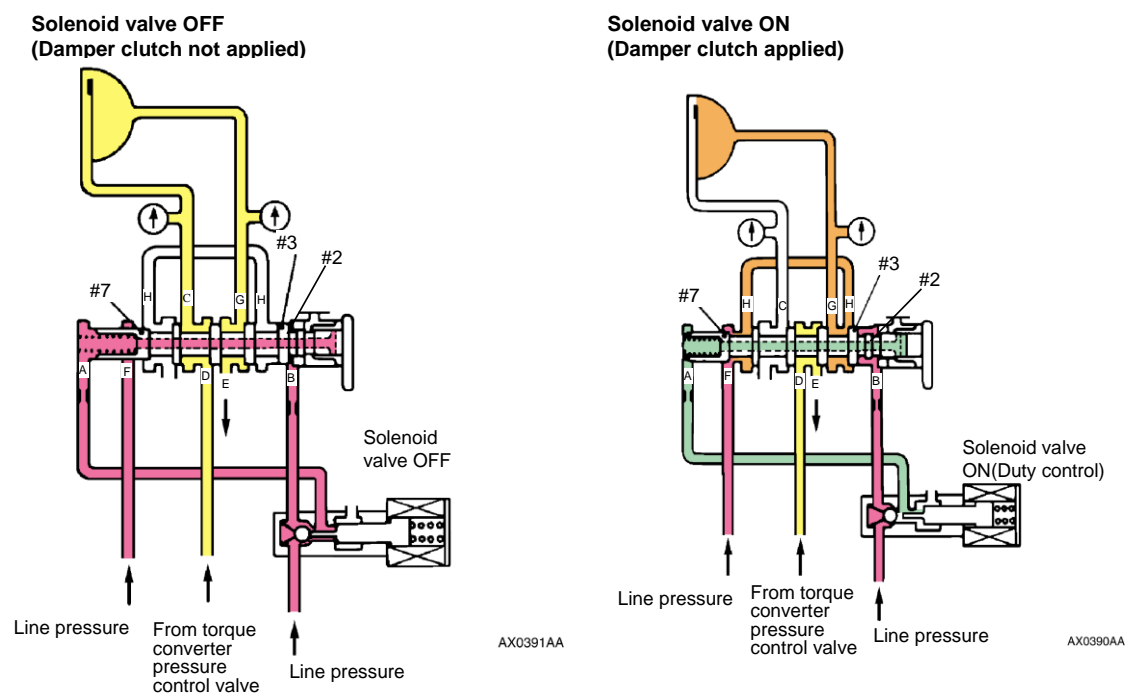 Solenoid valve OFF
(Damper clutch not applied)
#3
#2
#7
H
C
G
H
A
F
D
E
B
Solenoid
valve OFF
Line pressure
From torque
converter
pressure
control valve
Line pressure
AX0391AA
Solenoid valve ON
(Damper clutch applied)
#3
#2
#7
H
C
G
H
A
F
D
E
B
Solenoid valve
ON(Duty control)
Line pressure
From torque
converter
pressure
control valve
Line pressure
AX0390AA